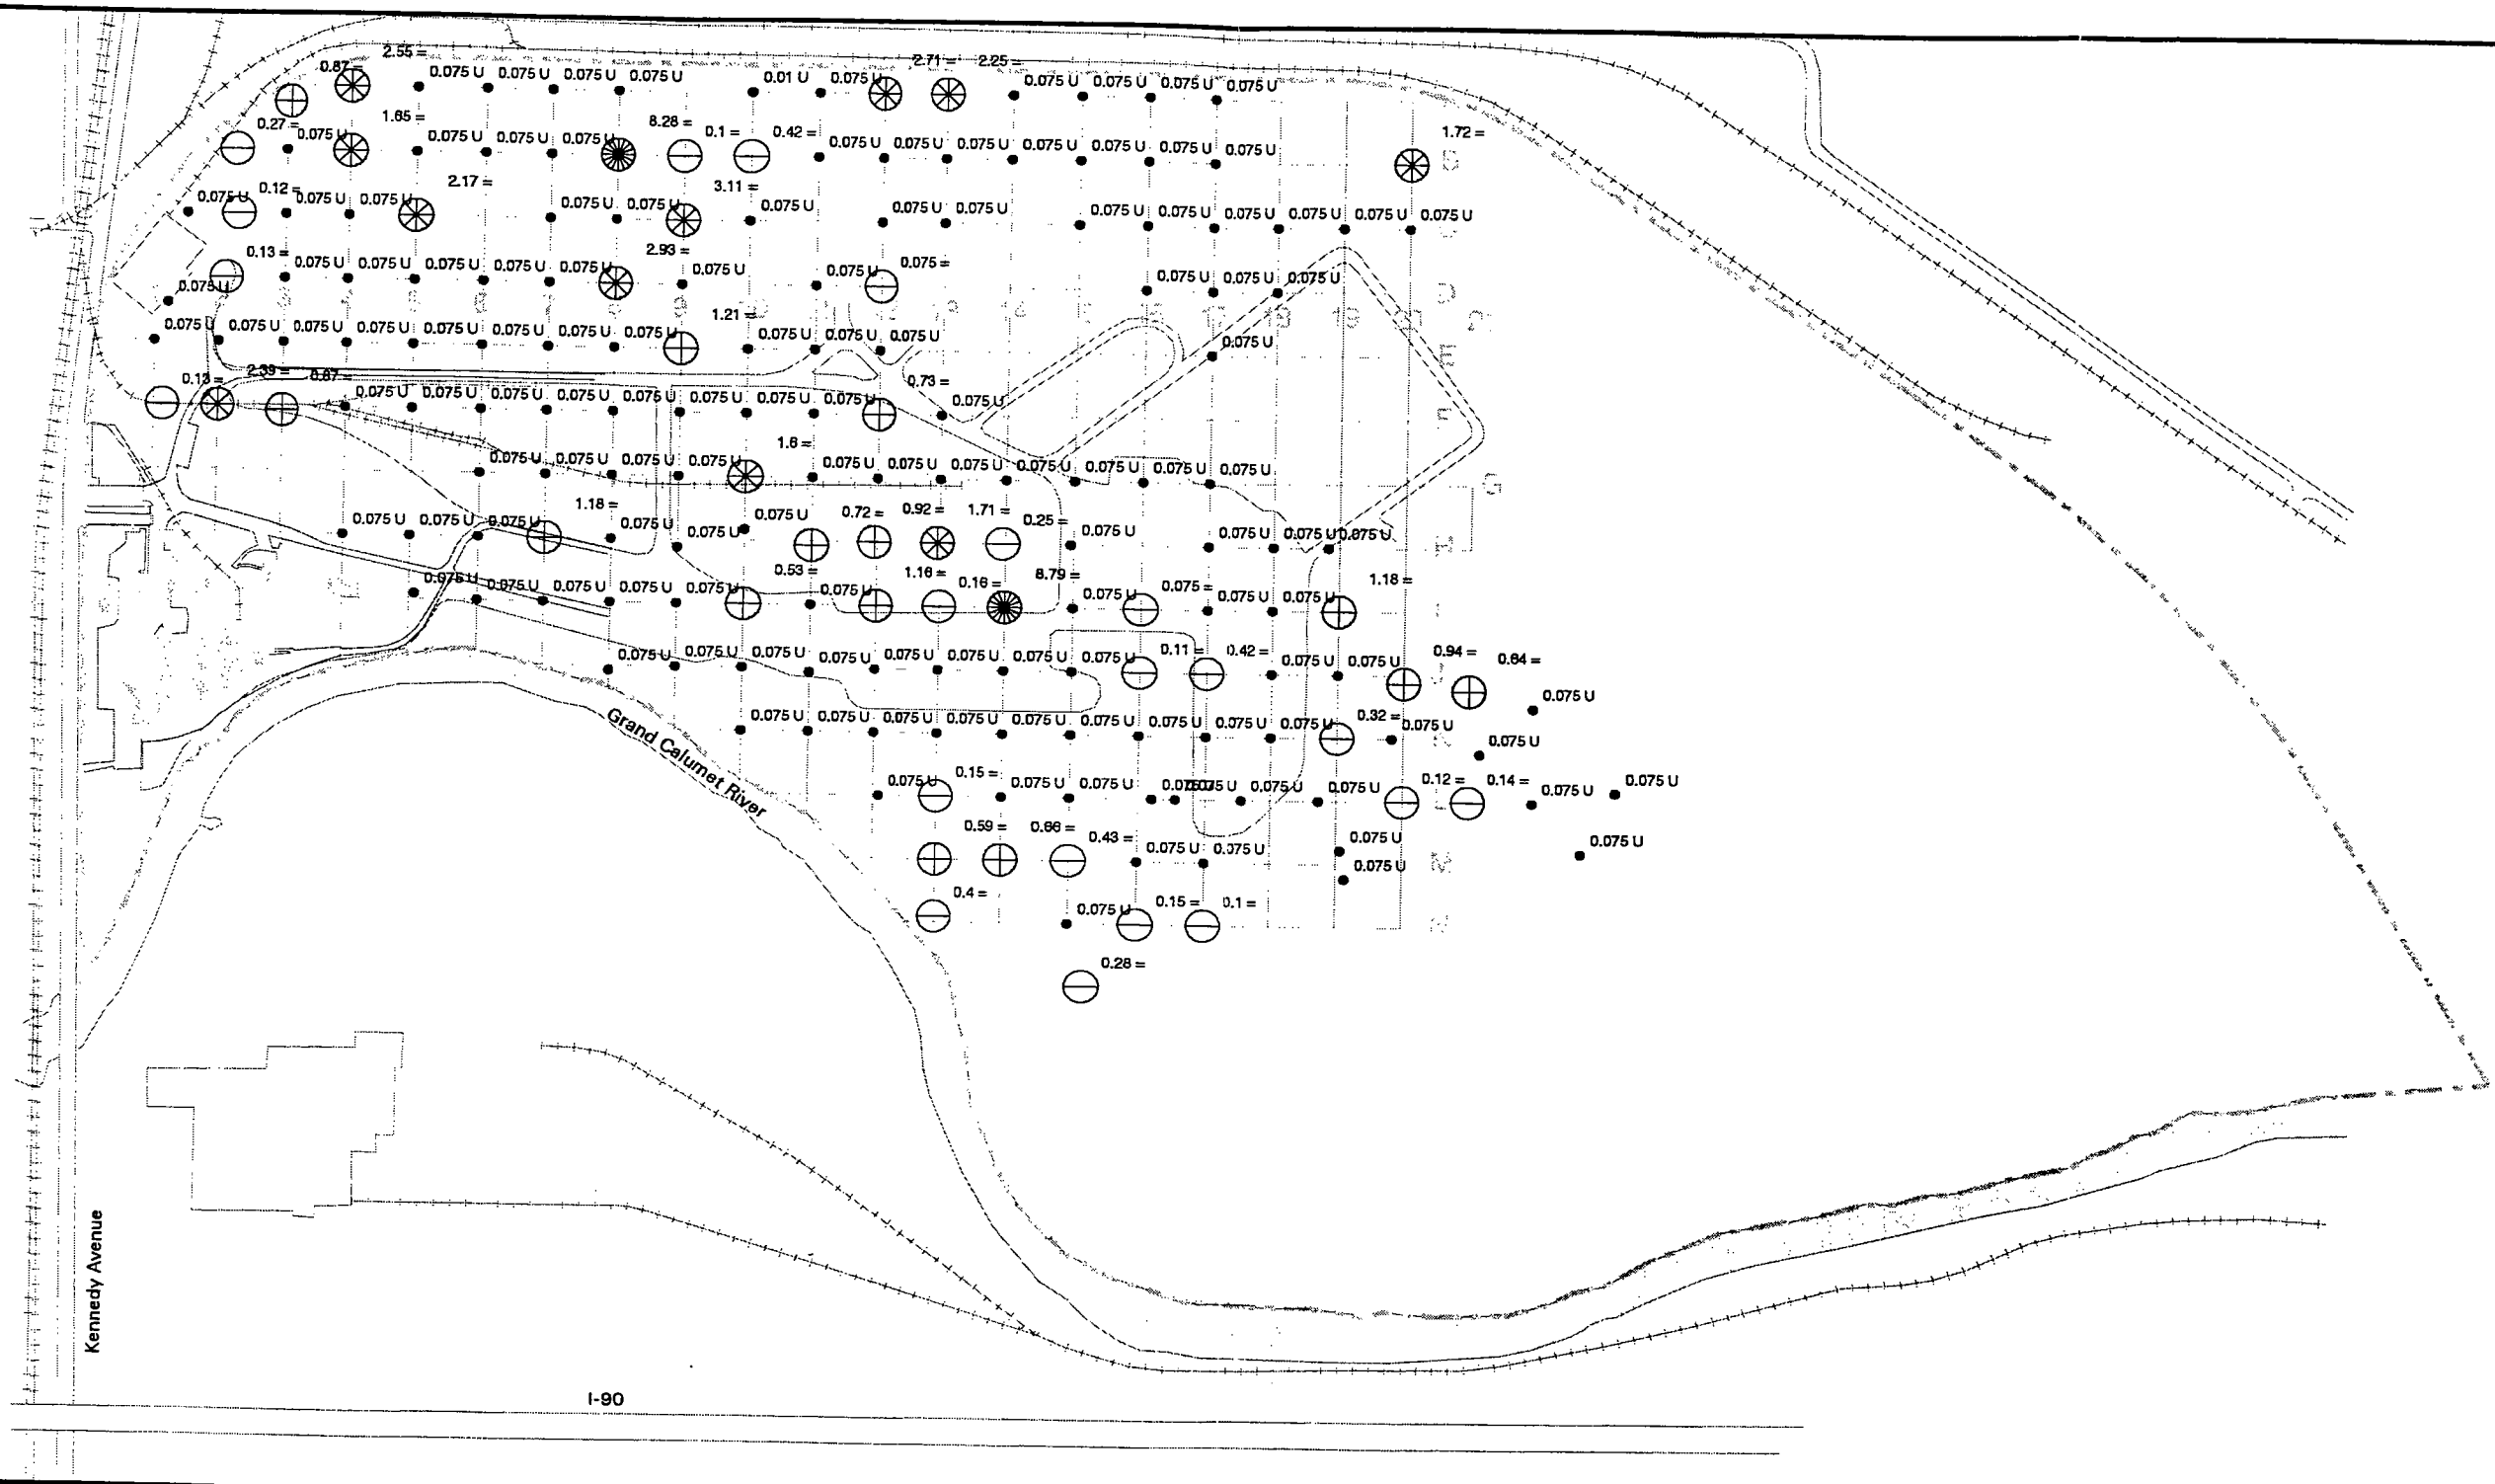 2.55 =
0.87 = 0.075 U 0.075 U 0.075 U 0.075 U 0.01 U 0.075 U 2.71 = 2.25 = 0.075 U 0.075 U 0.075 U 0.075 U
0.27 = 0.075 U 1.65 = 0.075 U 0.075 U 0.075 U 8.28 = 0.1 = 0.42 = 0.075 U 0.075 U 0.075 U 0.075 U 0.075 U 0.075 U 0.075 U 1.72 =
B
0.075 U 0.12 = 0.075 U 0.075 U 2.17 = 0.075 U 0.075 U 3.11 = 0.075 U 0.075 U 0.075 U 0.075 U 0.075 U 0.075 U 0.075 U 0.075 U 0.075 U
0.075 U 0.13 = 0.075 U 0.075 U 0.075 U 0.075 U 0.075 U 2.93 = 0.075 U 0.075 U 0.075 = 0.075 U 0.075 U 0.075 U
D
3 4 5 6 7 8 9 13 14 15 16 17 18 19
0.075 U 0.075 U 0.075 U 0.075 U 0.075 U 0.075 U 0.075 U 0.075 U 1.21 = 0.075 U 0.075 U 0.075 U 0.075 U
E
0.13 = 2.39 = 0.67 = 0.075 U 0.075 U 0.075 U 0.075 U 0.075 U 0.075 U 0.075 U 0.075 U 0.73 = 0.075 U
F
0.075 U 0.075 U 0.075 U 0.075 U 1.6 = 0.075 U 0.075 U 0.075 U 0.075 U 0.075 U 0.075 U 0.075 U
G
0.075 U 0.075 U 0.075 U 1.18 = 0.075 U 0.075 U 0.075 U 0.72 = 0.92 = 1.71 = 0.25 = 0.075 U 0.075 U 0.075 U 0.075 U
H
0.075 U 0.075 U 0.075 U 0.075 U 0.075 U 0.53 = 0.075 U 1.16 = 0.16 = 8.79 = 0.075 U 0.075 = 0.075 U 0.075 U 1.18 =
I
0.075 U 0.075 U 0.075 U 0.075 U 0.075 U 0.075 U 0.075 U 0.075 U 0.11 = 0.42 = 0.075 U 0.075 U 0.94 = 0.64 =
J
0.075 U
0.075 U 0.075 U 0.075 U 0.075 U 0.075 U 0.075 U 0.075 U 0.075 U 0.075 U 0.32 = 0.075 U 0.075 U
K
Grand Calumet River
0.075 U 0.15 = 0.075 U 0.075 U 0.075 U 0.075 U 0.075 U 0.12 = 0.14 = 0.075 U 0.075 U
L
0.59 = 0.66 = 0.43 = 0.075 U 0.075 U 0.075 U 0.075 U
M
0.075 U
0.4 = 0.075 U 0.15 = 0.1 =
0.28 =
Kennedy Avenue
I-90